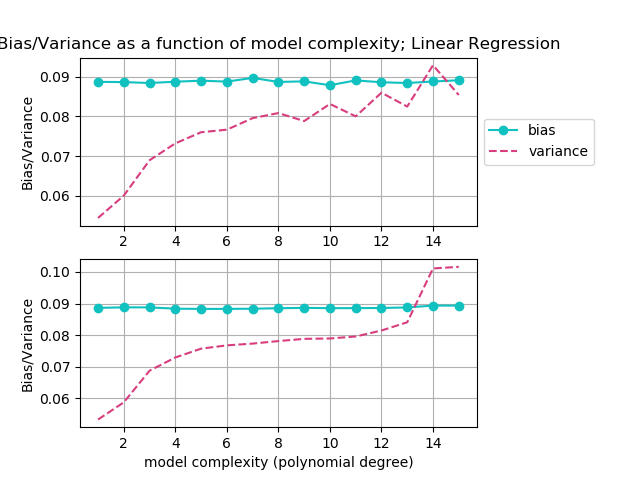 Bias/Variance as a function of model complexity; Linear Regression
0.09
0.08
0.07
0.06
Bias/Variance
2 4 6 8 10 12 14
bias
variance
0.10
0.09
0.08
0.07
0.06
Bias/Variance
2 4 6 8 10 12 14
model complexity (polynomial degree)